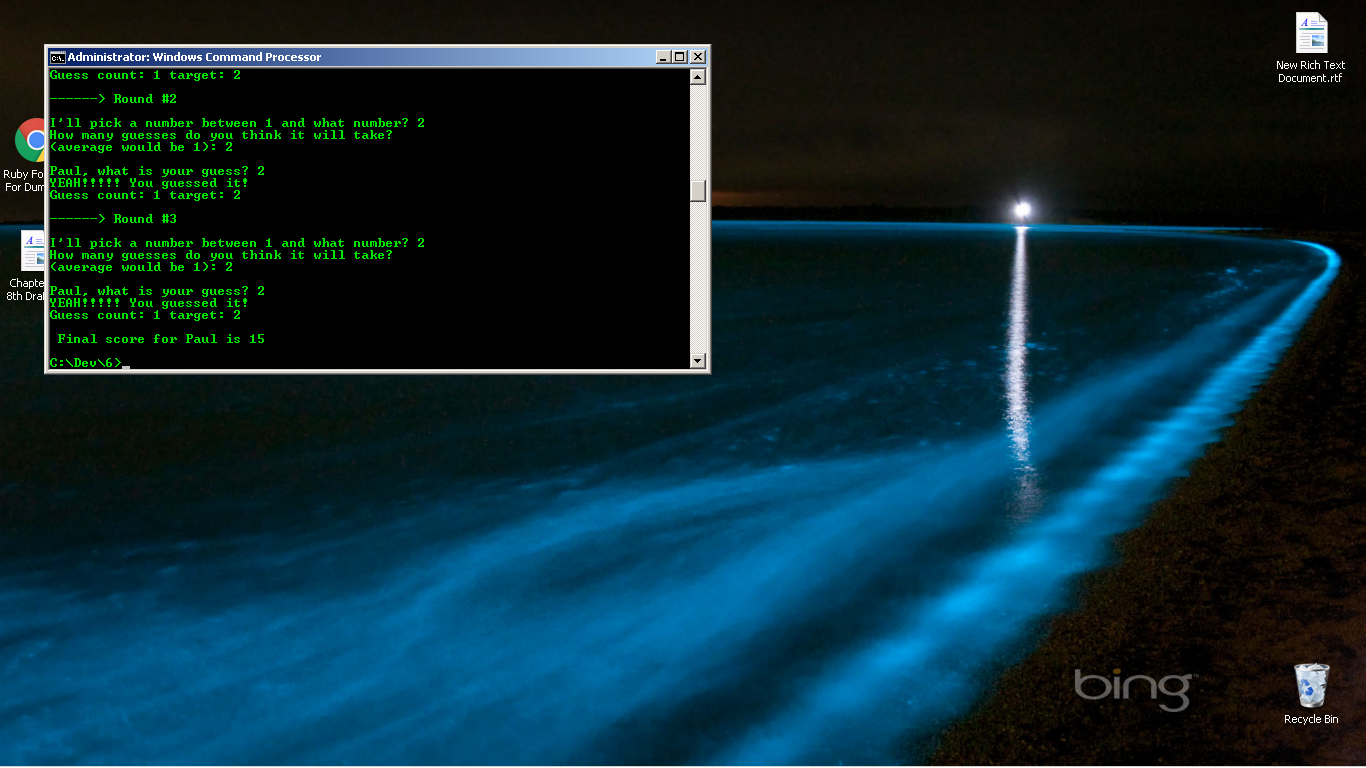 Administrator: Windows Command Processor
Guess count: 1 target: 2
------> Round #2
I'll pick a number between 1 and what number? 2
How many guesses do you think it will take?
(average would be 1): 2
Paul, what is your guess? 2
YEAH!!!!! You guessed it!
Guess count: 1 target: 2
------> Round #3
I'll pick a number between 1 and what number? 2
How many guesses do you think it will take?
(average would be 1): 2
Paul, what is your guess? 2
YEAH!!!!! You guessed it!
Guess count: 1 target: 2
Final score for Paul is 15
C:\Dev\6>_
New Rich Text
Document.rtf
Ruby Fo
For Dum
Chapte
8th Dra
bing
Recycle Bin